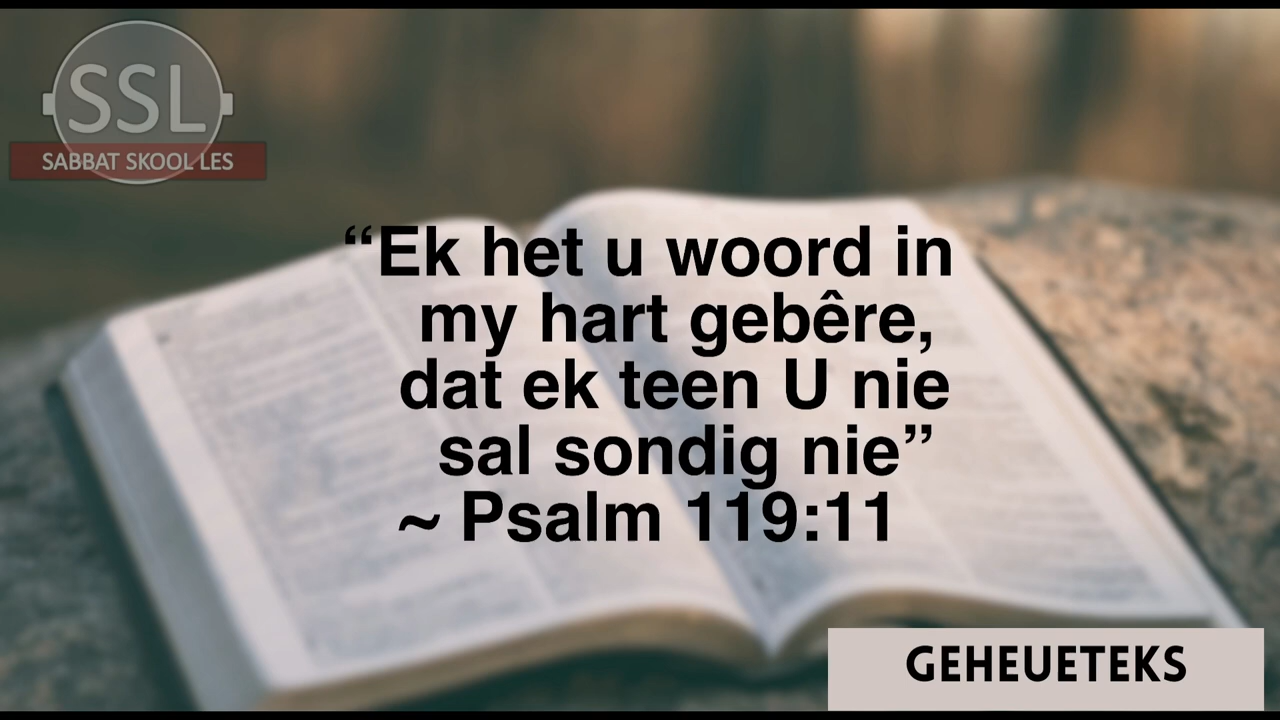 SSL
SABBAT SKOOL LES
“Ek het u woord in
my hart gebêre,
dat ek teen U nie
sal sondig nie”
~ Psalm 119:11
GEHEUETEKS